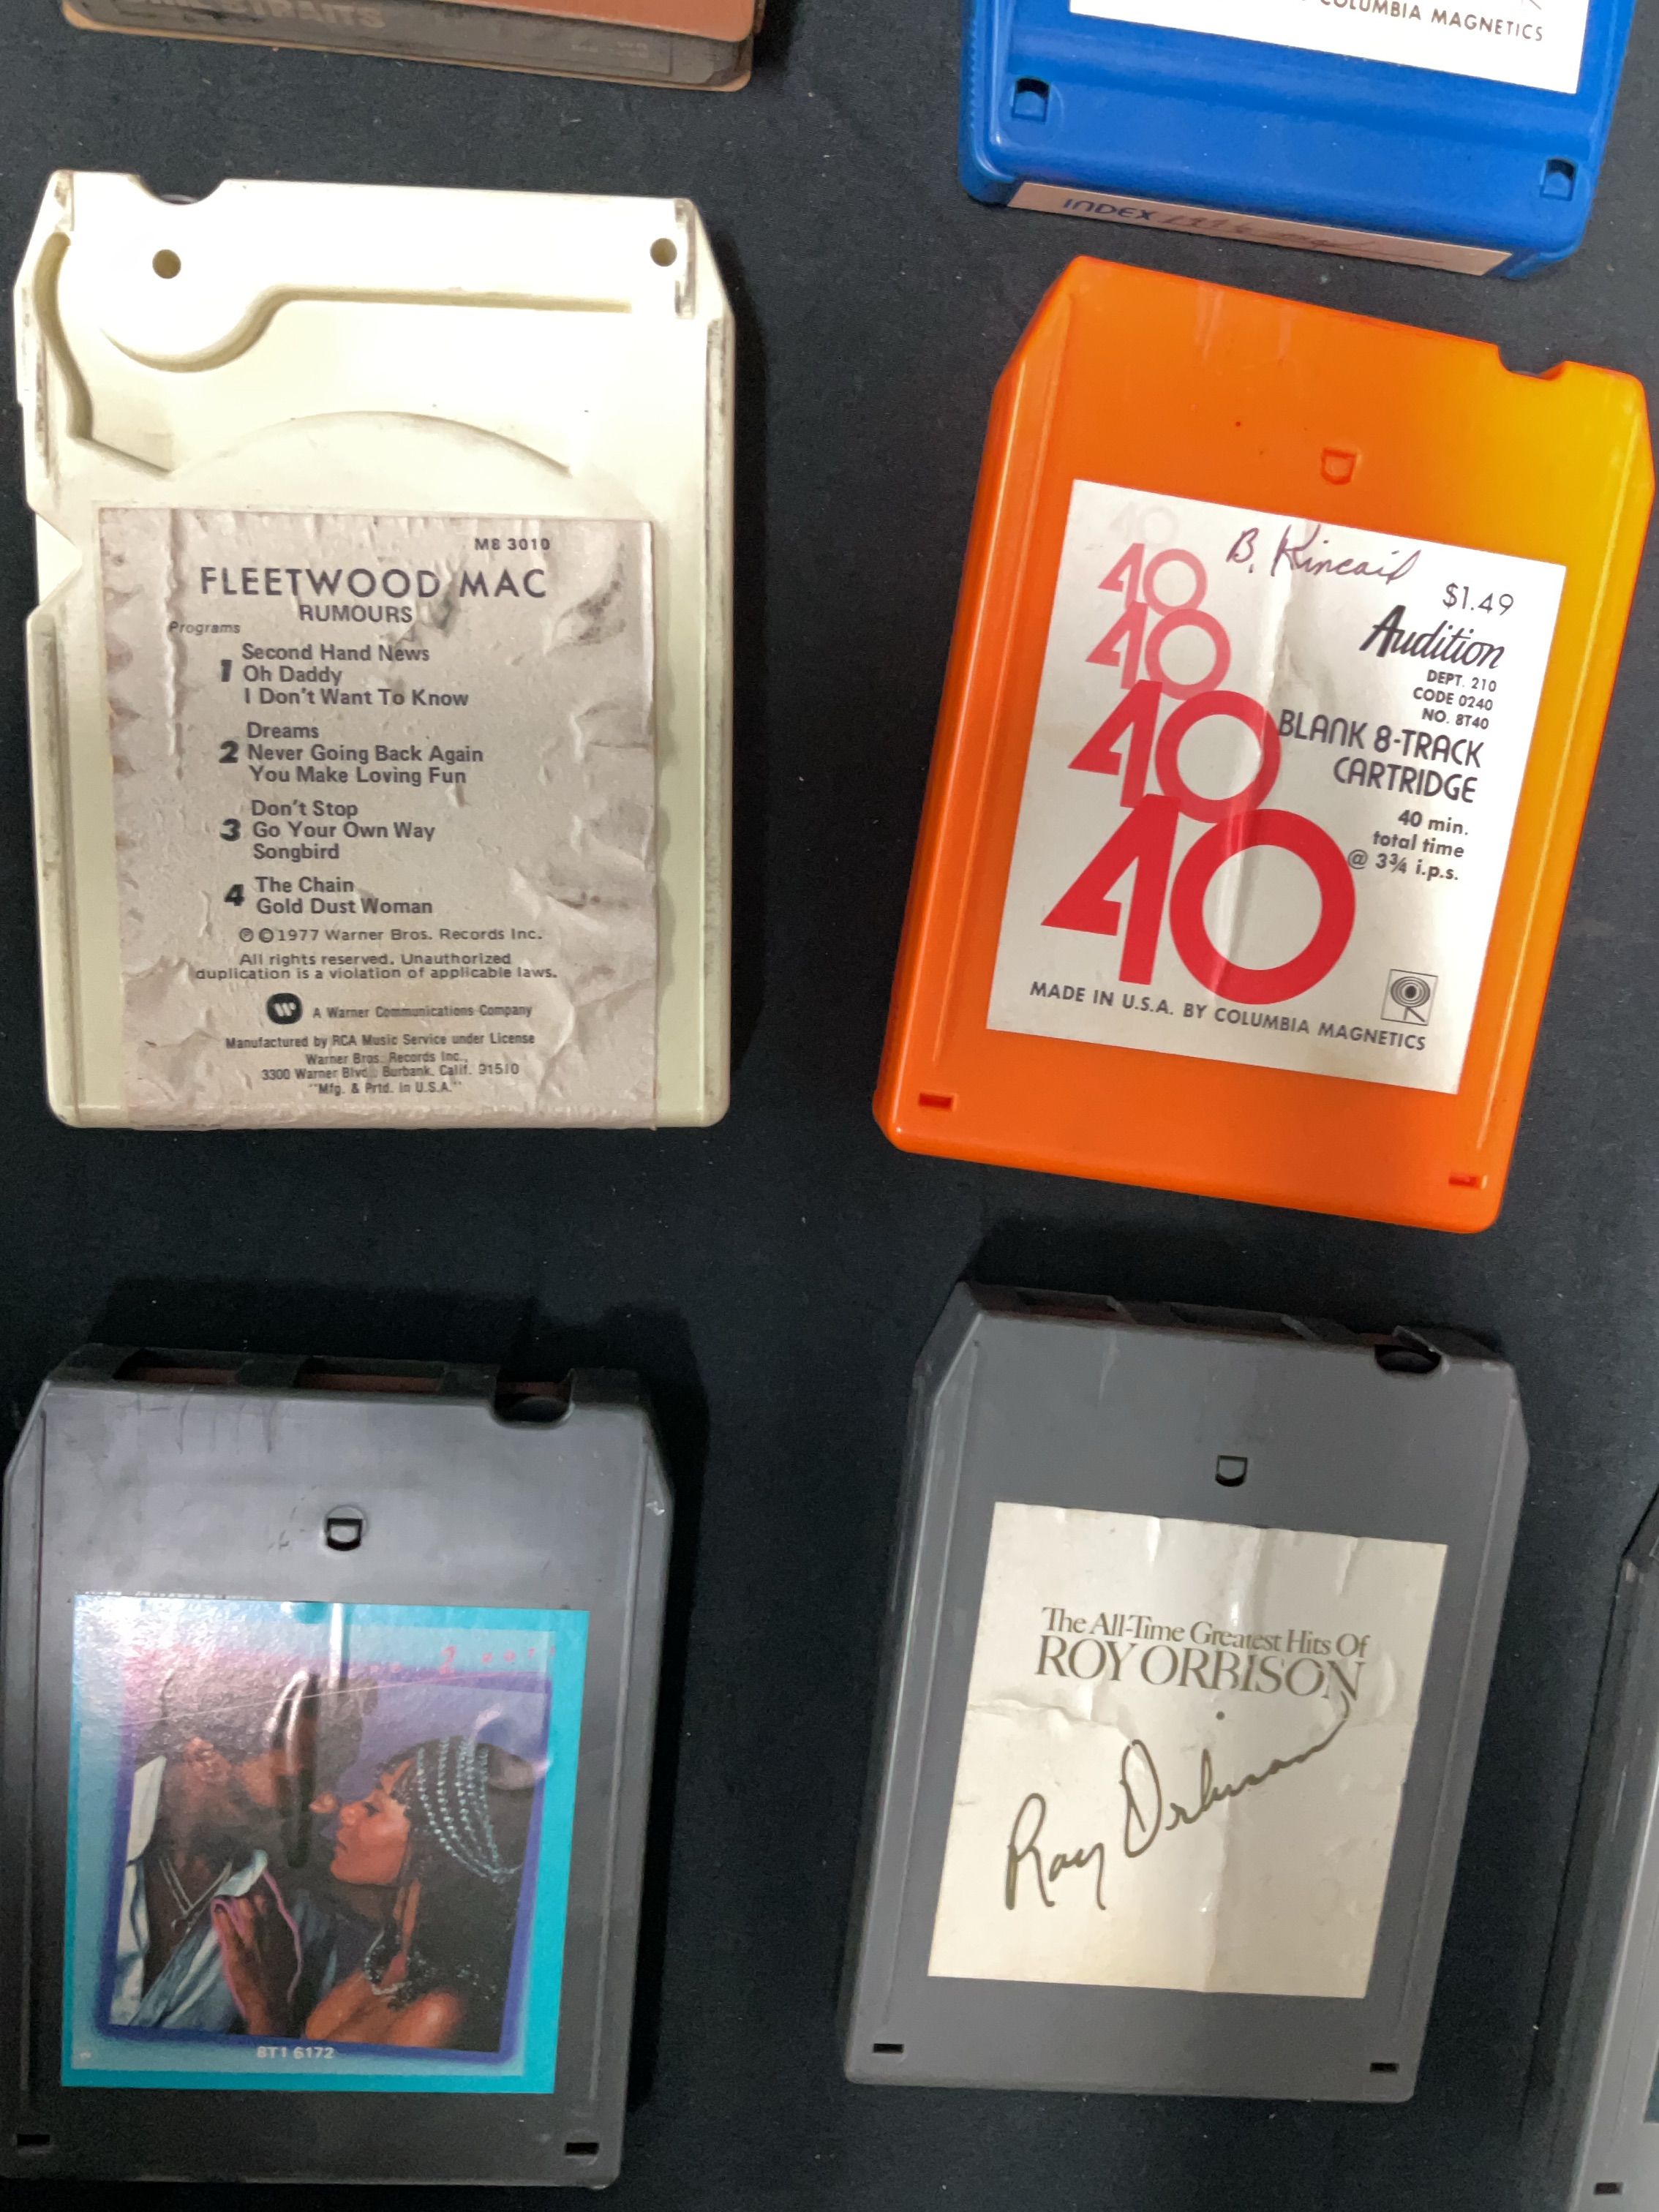 STRAITS
COLUMBIA MAGNETICS
INDEX
M8 3010
FLEETWOOD MAC
RUMOURS
Programs
1
Second Hand News
Oh Daddy
I Don't Want To Know
2
Dreams
Never Going Back Again
You Make Loving Fun
3
Don't Stop
Go Your Own Way
Songbird
4
The Chain
Gold Dust Woman
℗ © 1977 Warner Bros. Records Inc.
All rights reserved. Unauthorized
duplication is a violation of applicable laws.
W A Warner Communications Company
Manufactured by RCA Music Service under License
Warner Bros. Records Inc.,
3300 Warner Blvd., Burbank, Calif. 91510
"Mfg. & Prtd. in U.S.A."
40
40
40
40
40
B. Kincaid
$1.49
Audition
DEPT. 210
CODE 0240
NO. 8T40
BLANK 8-TRACK
CARTRIDGE
40 min.
total time
@ 3¾ i.p.s.
MADE IN U.S.A. BY COLUMBIA MAGNETICS
2
8T1 6172
The All-Time Greatest Hits Of
ROY ORBISON
Roy Orbison